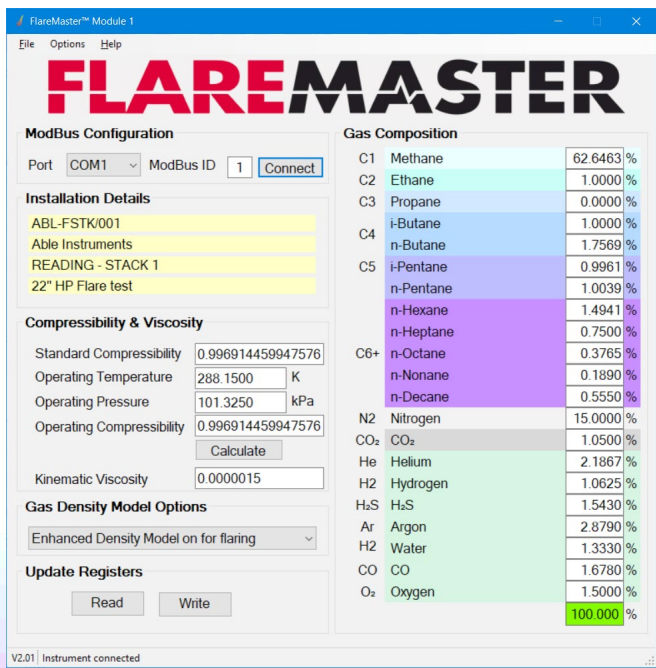 FlareMaster™ Module 1
File Options Help
FLAREMASTER
ModBus Configuration
Port COM1 ModBus ID 1 Connect
Installation Details
ABL-FSTK/001
Able Instruments
READING - STACK 1
22" HP Flare test
Compressibility & Viscosity
Standard Compressibility 0.996914459947576
Operating Temperature 288.1500 K
Operating Pressure 101.3250 kPa
Operating Compressibility 0.996914459947576
Calculate
Kinematic Viscosity 0.0000015
Gas Density Model Options
Enhanced Density Model on for flaring
Update Registers
Read Write
Gas Composition
C1 Methane 62.6463 %
C2 Ethane 1.0000 %
C3 Propane 0.0000 %
C4 i-Butane 1.0000 %
n-Butane 1.7569 %
C5 i-Pentane 0.9961 %
n-Pentane 1.0039 %
n-Hexane 1.4941 %
n-Heptane 0.7500 %
C6+ n-Octane 0.3765 %
n-Nonane 0.1890 %
n-Decane 0.5550 %
N2 Nitrogen 15.0000 %
CO₂ CO₂ 1.0500 %
He Helium 2.1867 %
H2 Hydrogen 1.0625 %
H₂S H₂S 1.5430 %
Ar Argon 2.8790 %
H2 Water 1.3330 %
CO CO 1.6780 %
O₂ Oxygen 1.5000 %
100.000 %
V2.01 Instrument connected